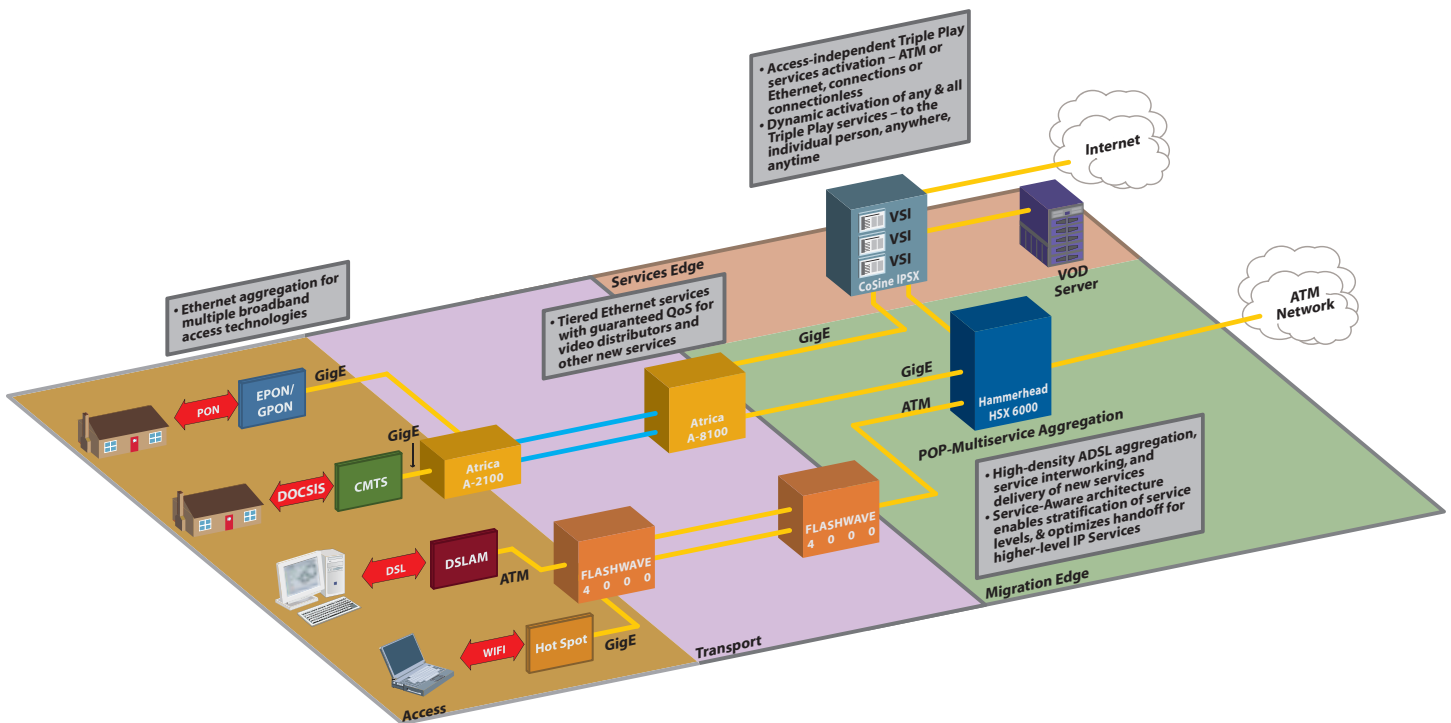 • Access-independent Triple Play
services activation – ATM or
Ethernet, connections or
connectionless
• Dynamic activation of any & all
Triple Play services – to the
individual person, anywhere,
anytime
Internet
VSI
VSI
VSI
CoSine IPSX
VOD
Server
Services Edge
ATM
Network
• Ethernet aggregation for
multiple broadband
access technologies
• Tiered Ethernet services
with guaranteed QoS for
video distributors and
other new services
GigE
GigE
ATM
Hammerhead
HSX 6000
POP-Multiservice Aggregation
GigE
EPON/
GPON
PON
GigE
Atrica
A-8100
Atrica
A-2100
DOCSIS
CMTS
• High-density ADSL aggregation,
service interworking, and
delivery of new services
• Service-Aware architecture
enables stratification of service
levels, & optimizes handoff for
higher-level IP Services
FLASHWAVE
4 0 0 0
DSL
DSLAM
ATM
FLASHWAVE
4 0 0 0
Migration Edge
WIFI
Hot Spot
GigE
Transport
Access